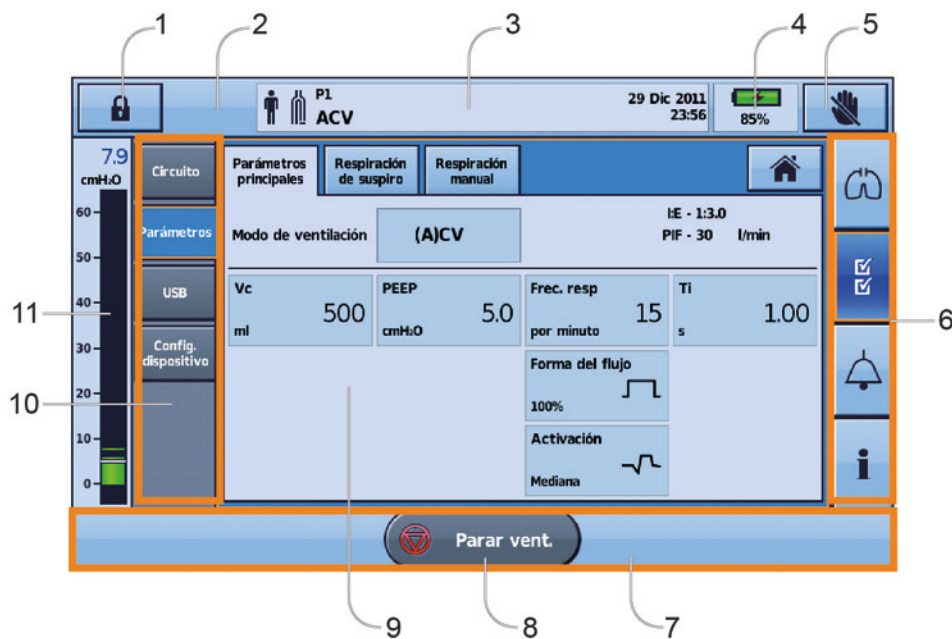 1
2
3
4
5
P1
ACV
29 Dic 2011
23:56
85%
7.9
cmH₂O
60
50
40
30
20
10
0
Circuito
Parámetros
USB
Config.
dispositivo
Parámetros
principales
Respiración
de suspiro
Respiración
manual
Modo de ventilación
(A)CV
I:E - 1:3.0
PIF - 30 l/min
Vc
500
ml
PEEP
5.0
cmH₂O
Frec. resp
15
por minuto
Ti
1.00
s
Forma del flujo
100%
Activación
Mediana
6
11
10
Parar vent.
9
8
7